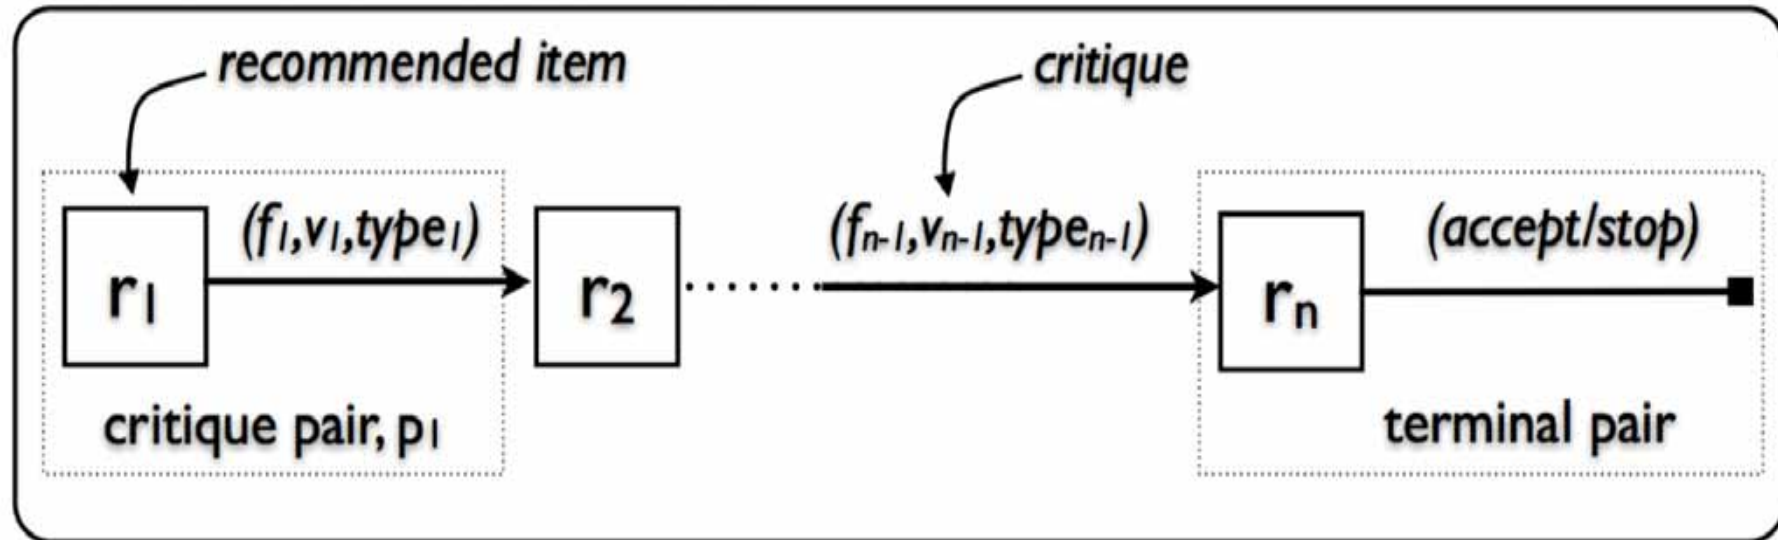 recommended item
critique
(f1,v1,type1)
(fn-1,vn-1,typen-1)
(accept/stop)
r1
r2
rn
critique pair, p1
terminal pair